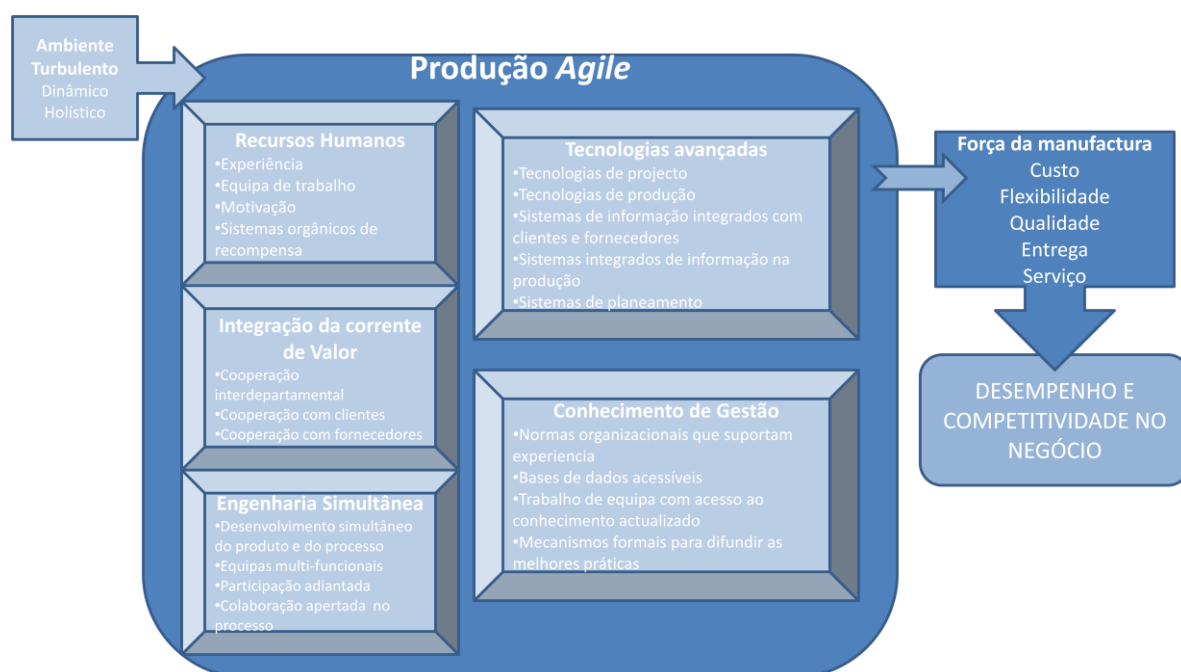 Ambiente
Turbulento
Dinâmico
Holístico
Produção Agile
Recursos Humanos
•Experiência
•Equipa de trabalho
•Motivação
•Sistemas orgânicos de
recompensa
Integração da corrente
de Valor
•Cooperação
interdepartamental
•Cooperação com clientes
•Cooperação com fornecedores
Engenharia Simultânea
•Desenvolvimento simultâneo
do produto e do processo
•Equipas multi-funcionais
•Participação adiantada
•Colaboração apertada no
processo
Tecnologias avançadas
•Tecnologias de projecto
•Tecnologias de produção
•Sistemas de informação integrados com
clientes e fornecedores
•Sistemas integrados de informação na
produção
•Sistemas de planeamento
Conhecimento de Gestão
•Normas organizacionais que suportam
experiencia
•Bases de dados acessíveis
•Trabalho de equipa com acesso ao
conhecimento actualizado
•Mecanismos formais para difundir as
melhores práticas
Força da manufactura
Custo
Flexibilidade
Qualidade
Entrega
Serviço
DESEMPENHO E
COMPETITIVIDADE NO
NEGÓCIO